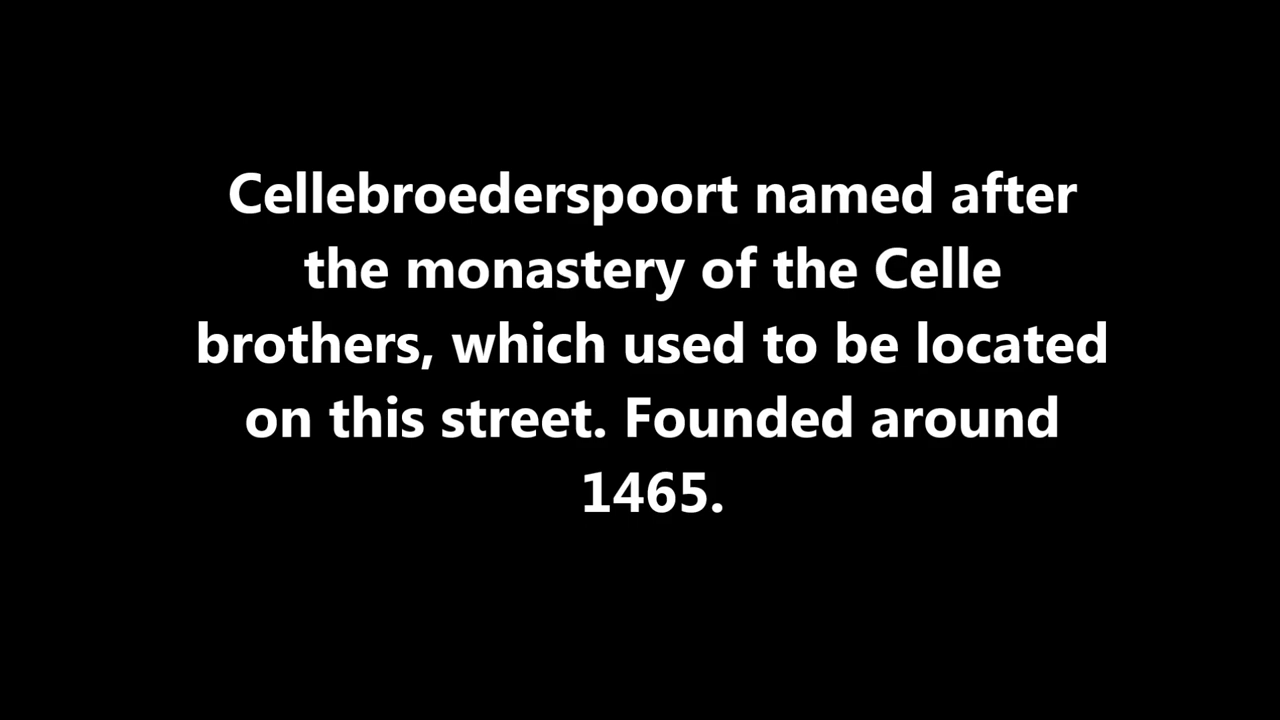 Cellebroederspoort named after
the monastery of the Celle
brothers, which used to be located
on this street. Founded around
1465.